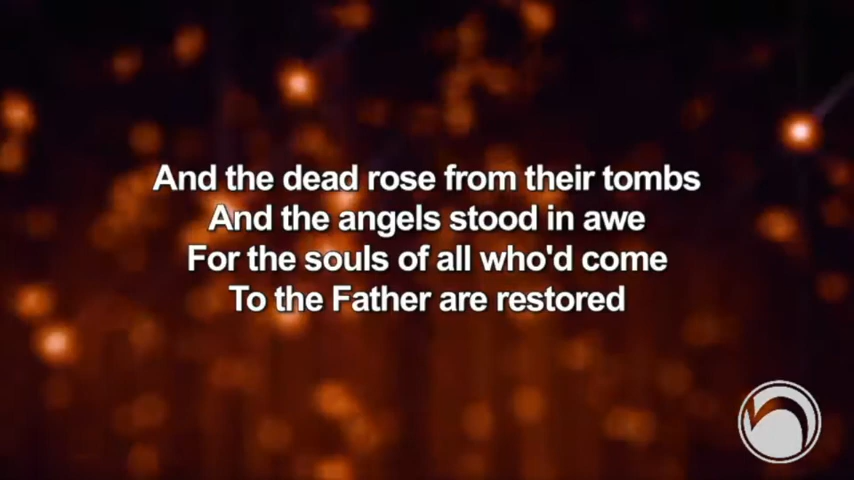 And the dead rose from their tombs
And the angels stood in awe
For the souls of all who'd come
To the Father are restored